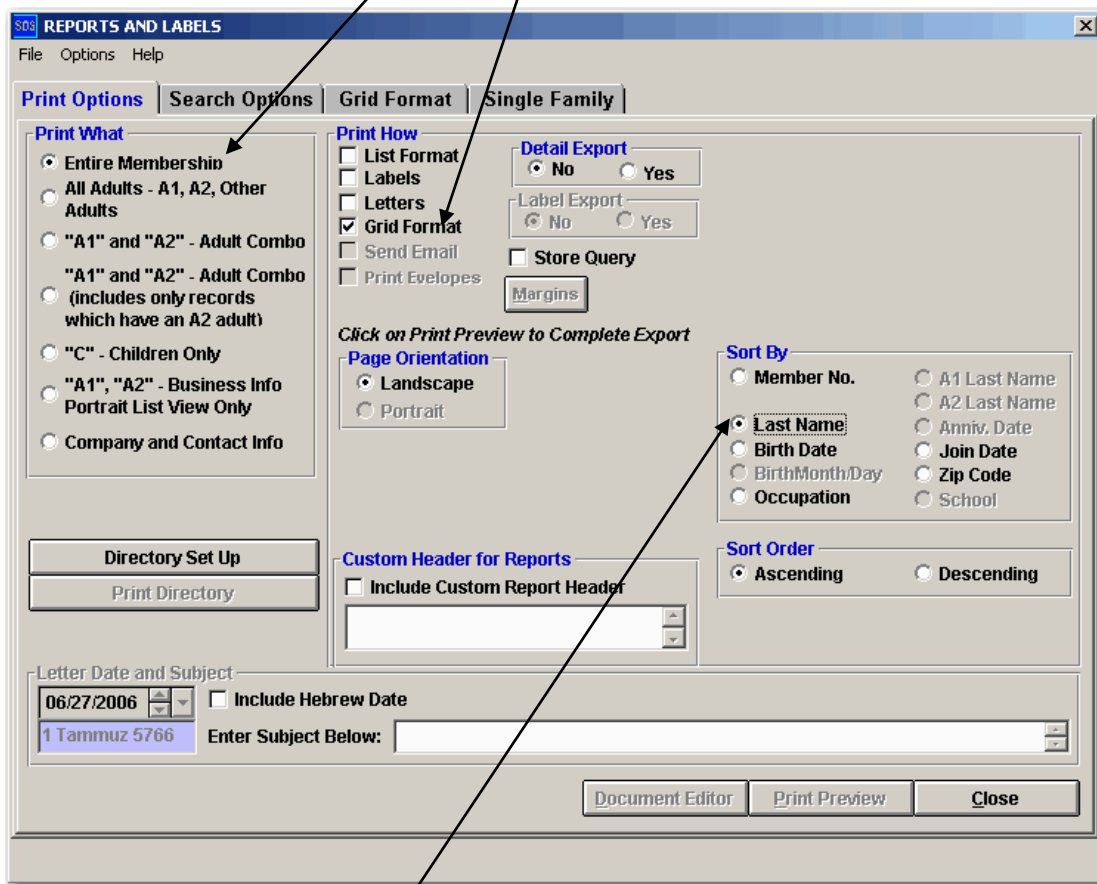 SDS REPORTS AND LABELS
File Options Help
Print Options Search Options Grid Format Single Family
Print What
Entire Membership
All Adults - A1, A2, Other
Adults
"A1" and "A2" - Adult Combo
"A1" and "A2" - Adult Combo
(includes only records
which have an A2 adult)
"C" - Children Only
"A1", "A2" - Business Info
Portrait List View Only
Company and Contact Info
Directory Set Up
Print Directory
Print How
List Format
Labels
Letters
Grid Format
Send Email
Print Evelopes
Detail Export
No Yes
Label Export
No Yes
Store Query
Margins
Click on Print Preview to Complete Export
Page Orientation
Landscape
Portrait
Sort By
Member No.
Last Name
Birth Date
BirthMonth/Day
Occupation
A1 Last Name
A2 Last Name
Anniv. Date
Join Date
Zip Code
School
Custom Header for Reports
Include Custom Report Header
Sort Order
Ascending Descending
Letter Date and Subject
06/27/2006 Include Hebrew Date
1 Tammuz 5766 Enter Subject Below:
Document Editor Print Preview Close